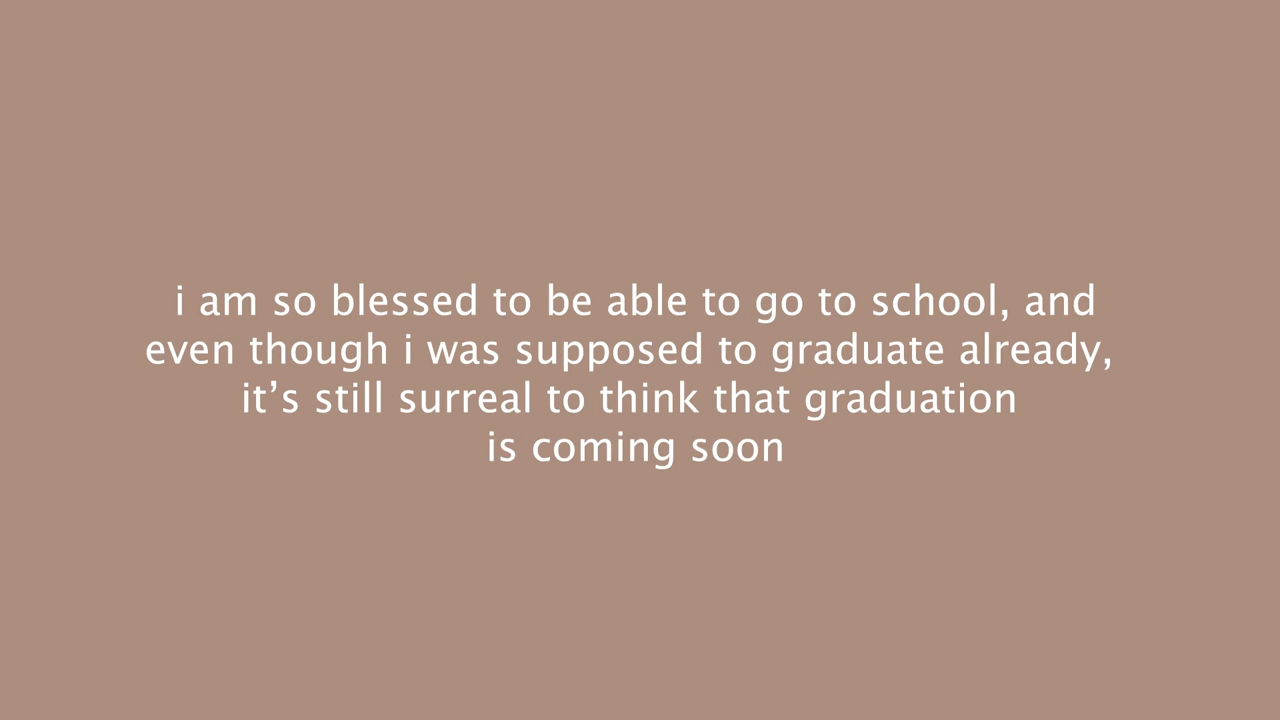 i am so blessed to be able to go to school, and
even though i was supposed to graduate already,
it’s still surreal to think that graduation
is coming soon